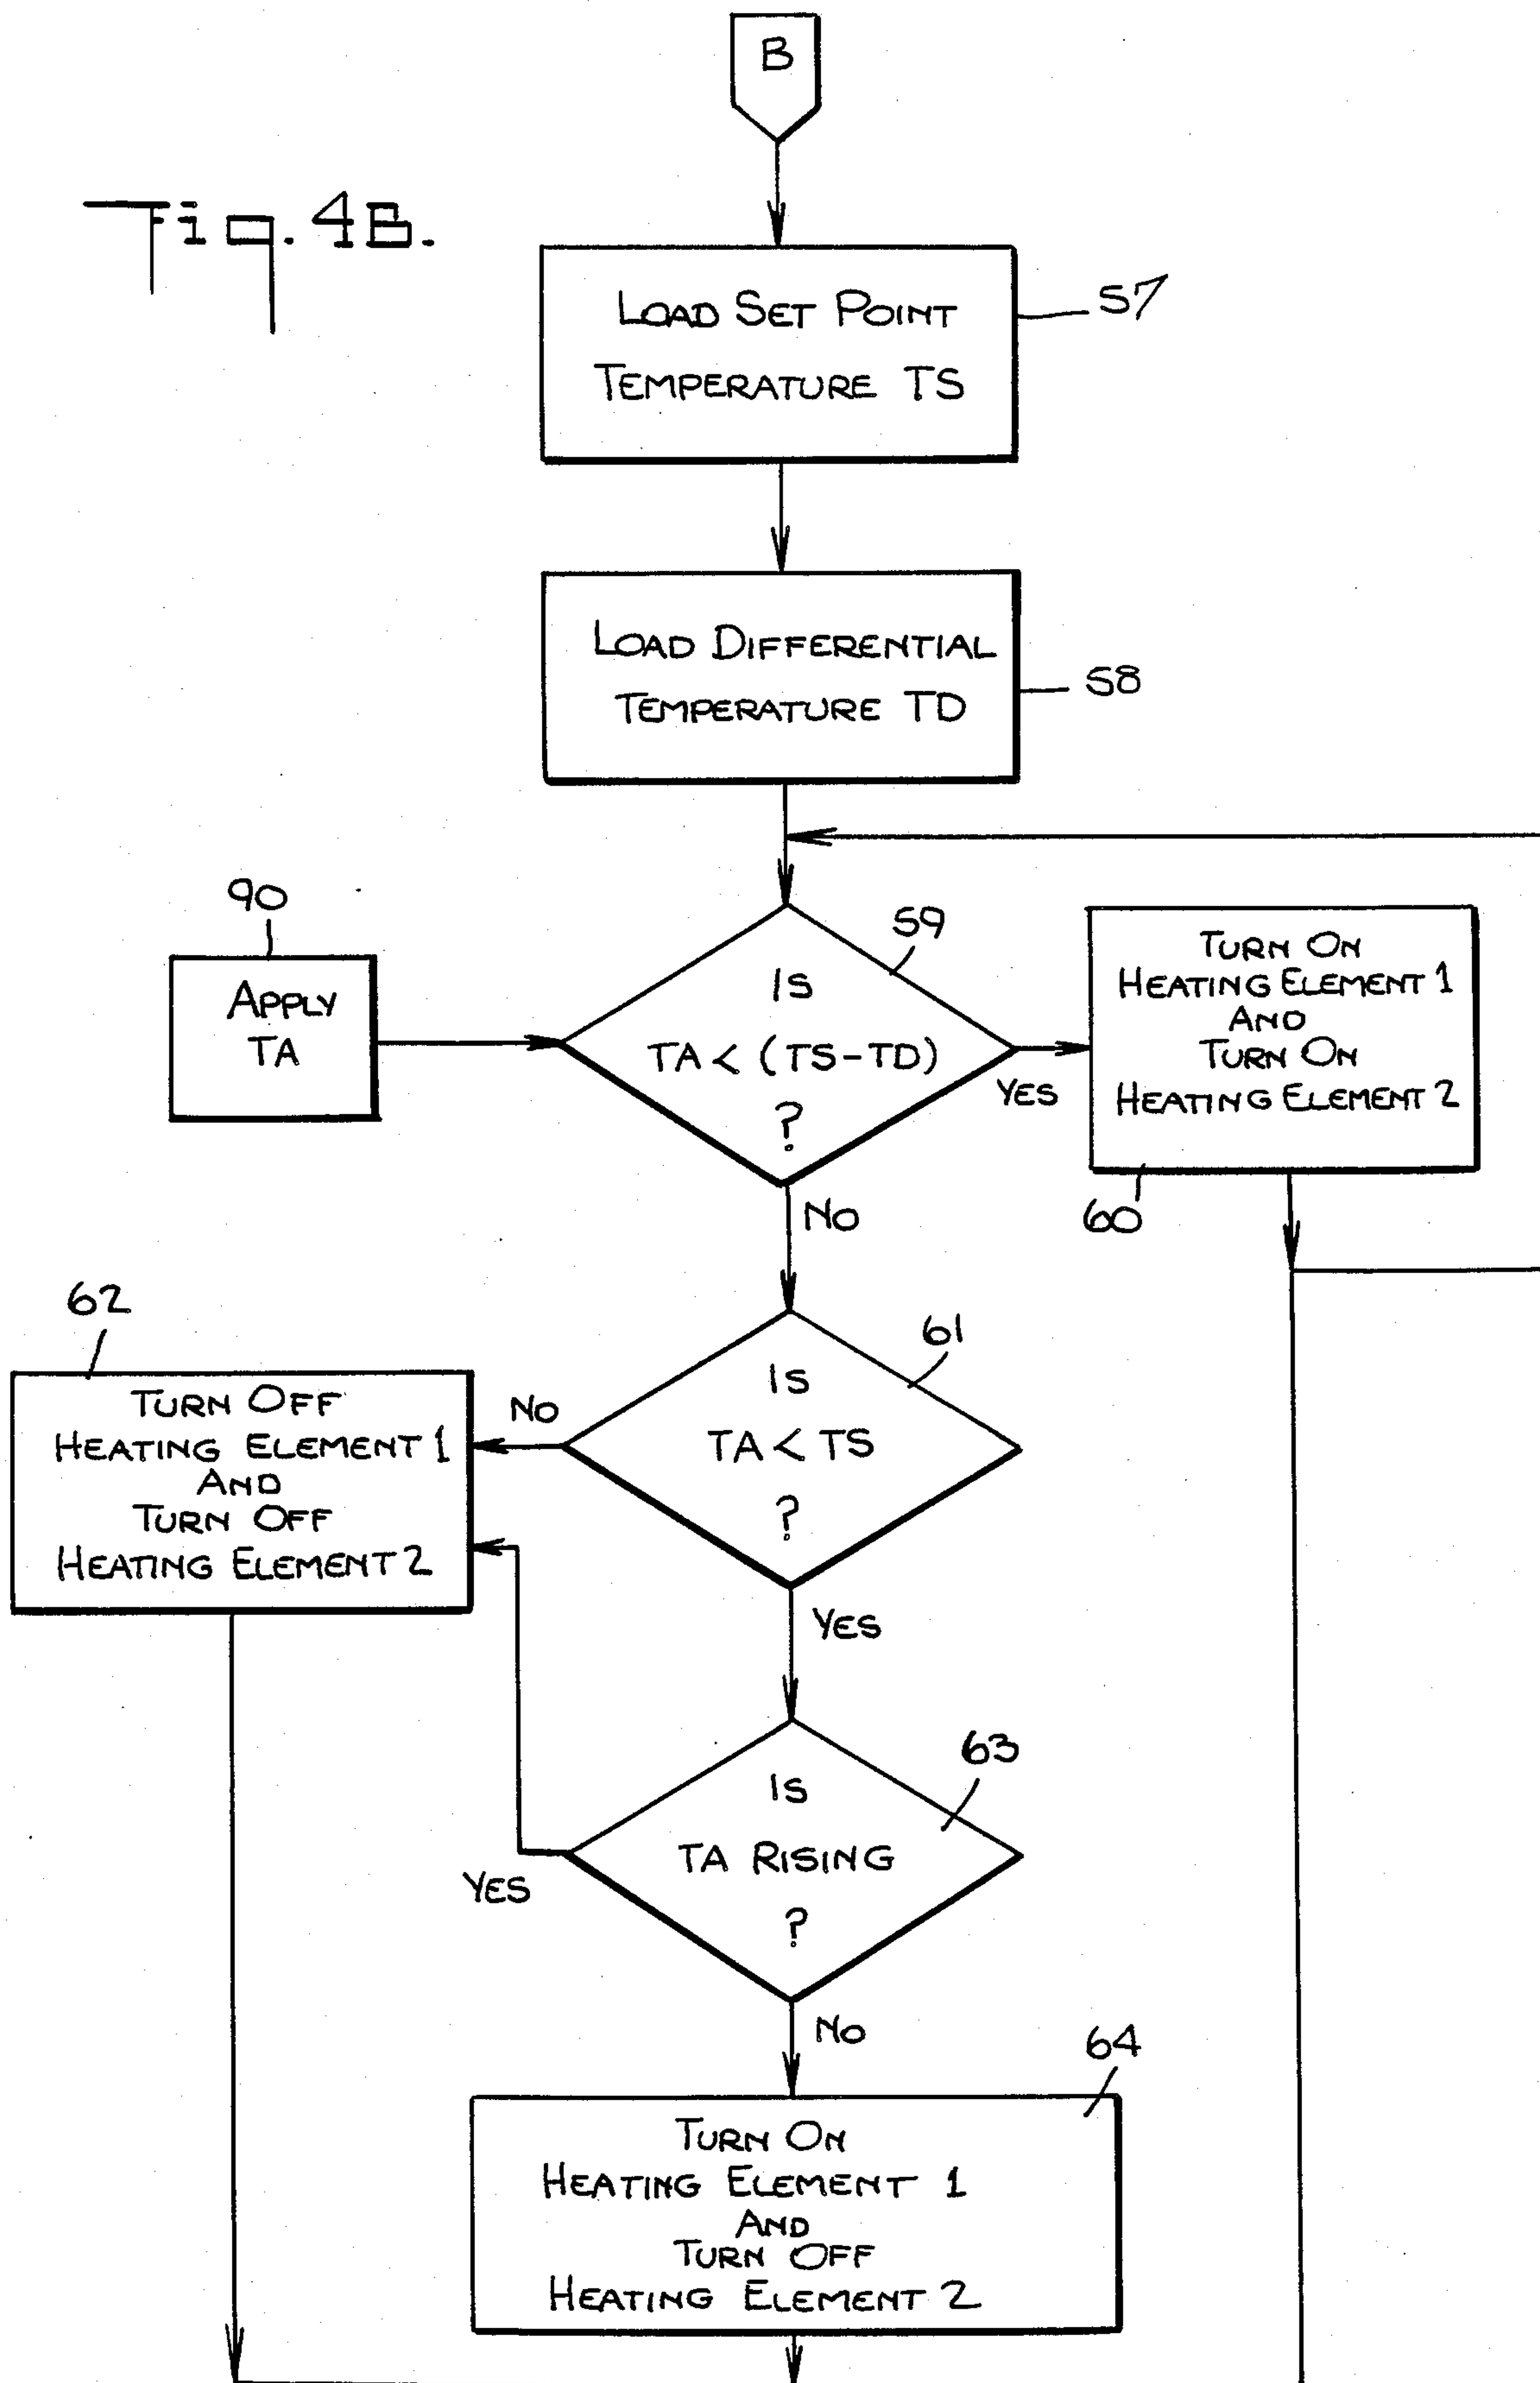 B
Fig. 4B.
LOAD SET POINT
TEMPERATURE TS
57
LOAD DIFFERENTIAL
TEMPERATURE TD
58
90
APPLY
TA
59
IS
TA < (TS-TD)
?
YES
NO
TURN ON
HEATING ELEMENT 1
AND
TURN ON
HEATING ELEMENT 2
60
62
TURN OFF
HEATING ELEMENT 1
AND
TURN OFF
HEATING ELEMENT 2
NO
61
IS
TA < TS
?
YES
63
IS
TA RISING
?
YES
NO
64
TURN ON
HEATING ELEMENT 1
AND
TURN OFF
HEATING ELEMENT 2